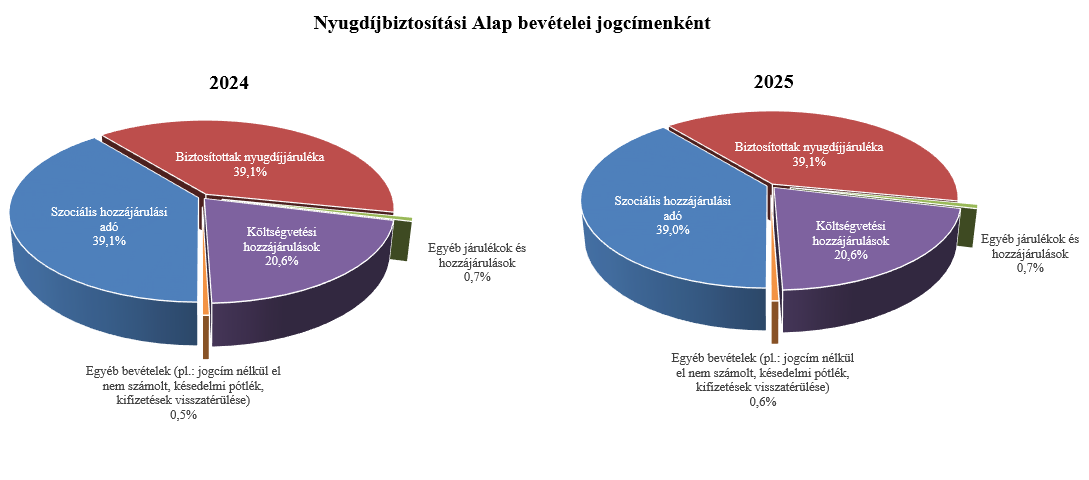 Nyugdíjbiztosítási Alap bevételei jogcímenként
2024
Biztosítottak nyugdíjjáruléka
39,1%
Szociális hozzájárulási
adó
39,1%
Költségvetési
hozzájárulások
20,6%
Egyéb járulékok és
hozzájárulások
0,7%
Egyéb bevételek (pl.: jogcím nélkül el
nem számolt, késedelmi pótlék,
kifizetések visszatérülése)
0,5%
2025
Biztosítottak nyugdíjjáruléka
39,1%
Szociális hozzájárulási
adó
39,0%
Költségvetési
hozzájárulások
20,6%
Egyéb járulékok és
hozzájárulások
0,7%
Egyéb bevételek (pl.: jogcím nélkül
el nem számolt, késedelmi pótlék,
kifizetések visszatérülése)
0,6%